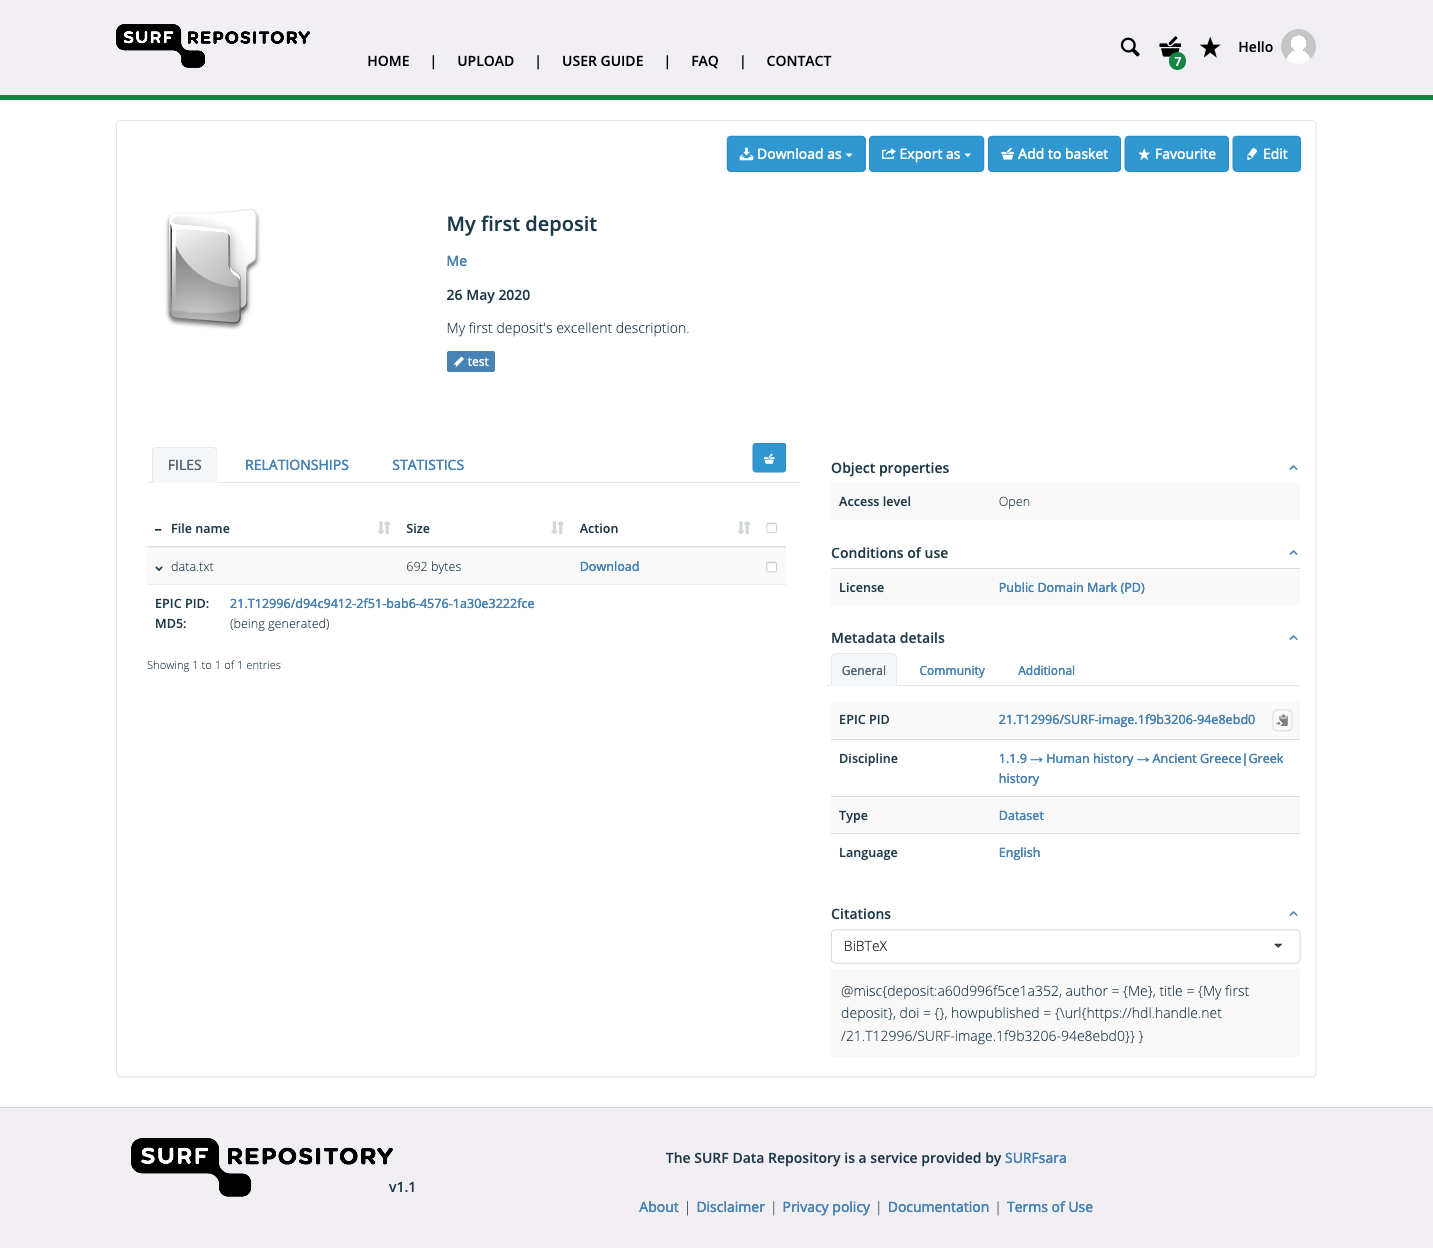 SURF REPOSITORY
HOME | UPLOAD | USER GUIDE | FAQ | CONTACT
7
Hello
Download as
Export as
Add to basket
Favourite
Edit
My first deposit
Me
26 May 2020
My first deposit's excellent description.
test
FILES RELATIONSHIPS STATISTICS
– File name Size Action
data.txt 692 bytes Download
EPIC PID: 21.T12996/d94c9412-2f51-bab6-4576-1a30e3222fce
MD5: (being generated)
Showing 1 to 1 of 1 entries
Object properties
Access level Open
Conditions of use
License Public Domain Mark (PD)
Metadata details
General Community Additional
EPIC PID 21.T12996/SURF-image.1f9b3206-94e8ebd0
Discipline 1.1.9 → Human history → Ancient Greece|Greek
history
Type Dataset
Language English
Citations
BiBTeX
@misc{deposit:a60d996f5ce1a352, author = {Me}, title = {My first
deposit}, doi = {}, howpublished = {\url{https://hdl.handle.net
/21.T12996/SURF-image.1f9b3206-94e8ebd0}} }
SURF REPOSITORY
v1.1
The SURF Data Repository is a service provided by SURFsara
About | Disclaimer | Privacy policy | Documentation | Terms of Use